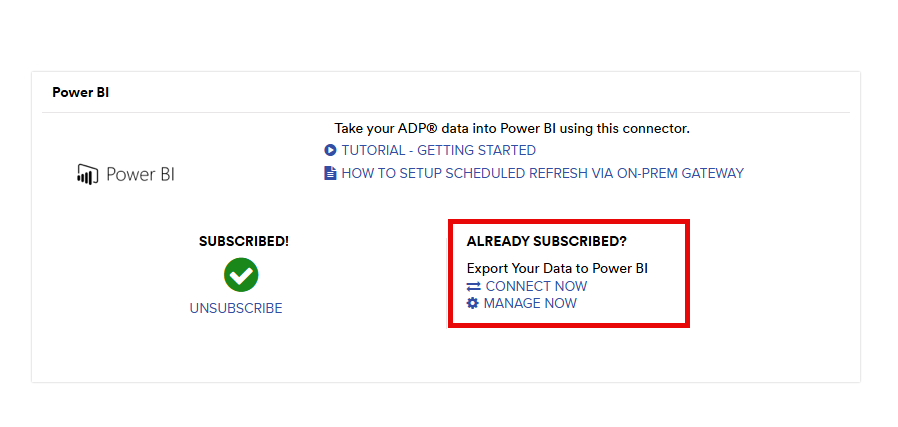 Power BI
Take your ADP® data into Power BI using this connector.
TUTORIAL - GETTING STARTED
HOW TO SETUP SCHEDULED REFRESH VIA ON-PREM GATEWAY
Power BI
SUBSCRIBED!
UNSUBSCRIBE
ALREADY SUBSCRIBED?
Export Your Data to Power BI
CONNECT NOW
MANAGE NOW